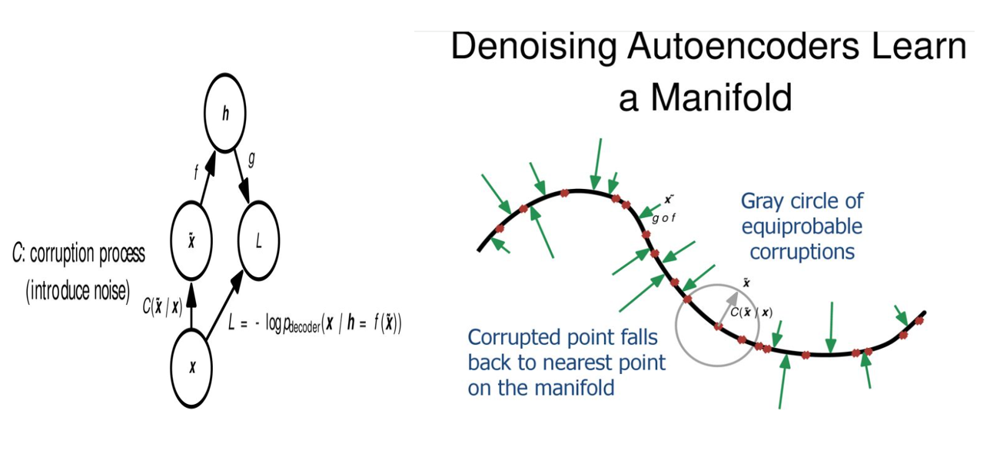 h
f
g
x̃
L
C: corruption process
(introduce noise)
C(x̃ / x)
L = - log pdecoder(x / h = f(x̃))
x
Denoising Autoencoders Learn
a Manifold
x̃
g o f
Gray circle of
equiprobable
corruptions
x̃
C(x̃ / x)
Corrupted point falls
back to nearest point
on the manifold